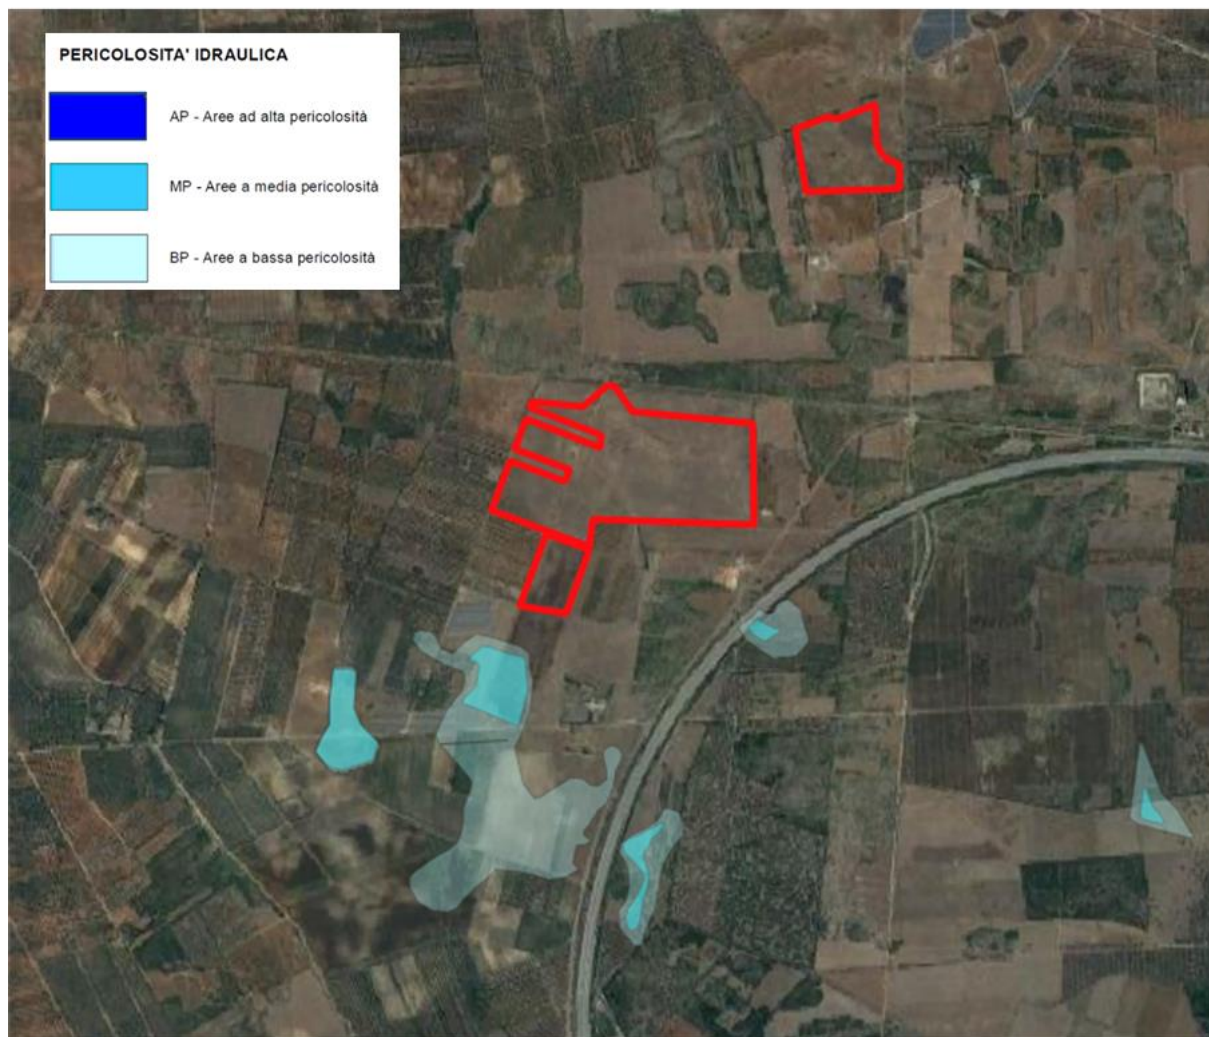 PERICOLOSITA' IDRAULICA
AP - Aree ad alta pericolosità
MP - Aree a media pericolosità
BP - Aree a bassa pericolosità